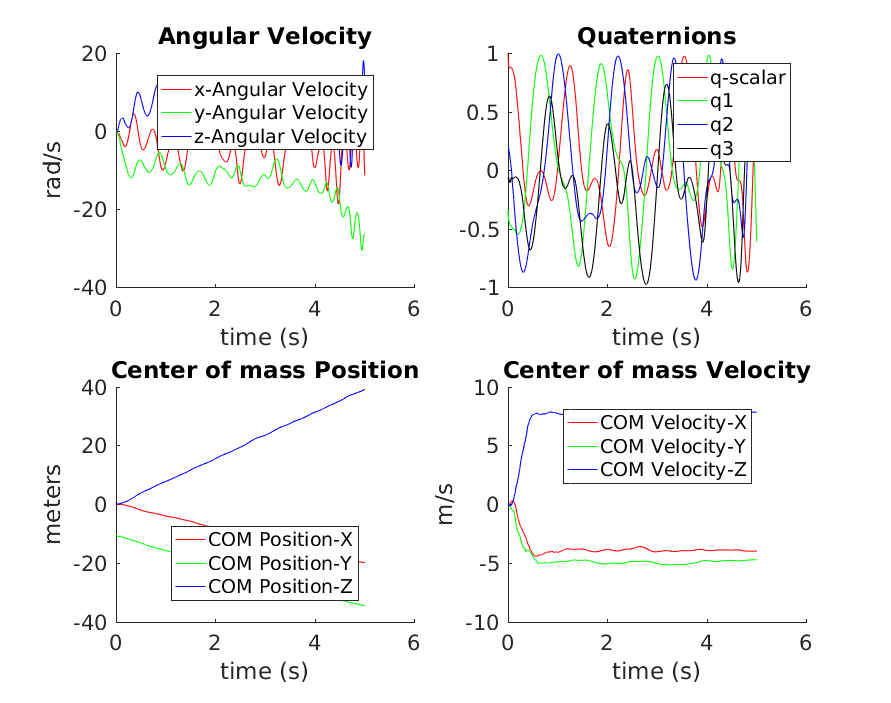 Angular Velocity
20
0
-20
-40
rad/s
x-Angular Velocity
y-Angular Velocity
z-Angular Velocity
0 2 4 6
time (s)
Quaternions
1
0.5
0
-0.5
-1
q-scalar
q1
q2
q3
0 2 4 6
time (s)
Center of mass Position
40
20
0
-20
-40
meters
COM Position-X
COM Position-Y
COM Position-Z
0 2 4 6
time (s)
Center of mass Velocity
10
5
0
-5
-10
m/s
COM Velocity-X
COM Velocity-Y
COM Velocity-Z
0 2 4 6
time (s)